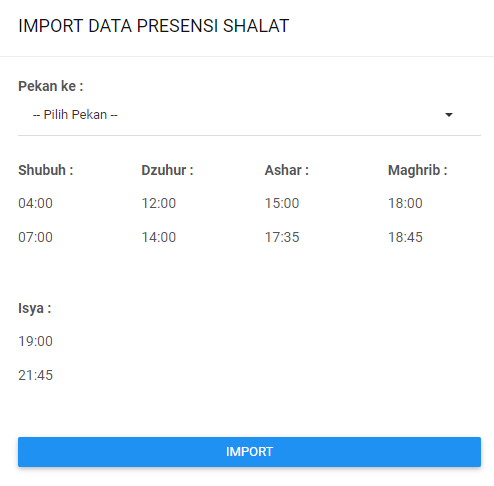 IMPORT DATA PRESENSI SHALAT
Pekan ke :
-- Pilih Pekan --
Shubuh : Dzuhur : Ashar : Maghrib :
04:00 12:00 15:00 18:00
07:00 14:00 17:35 18:45
Isya :
19:00
21:45
IMPORT